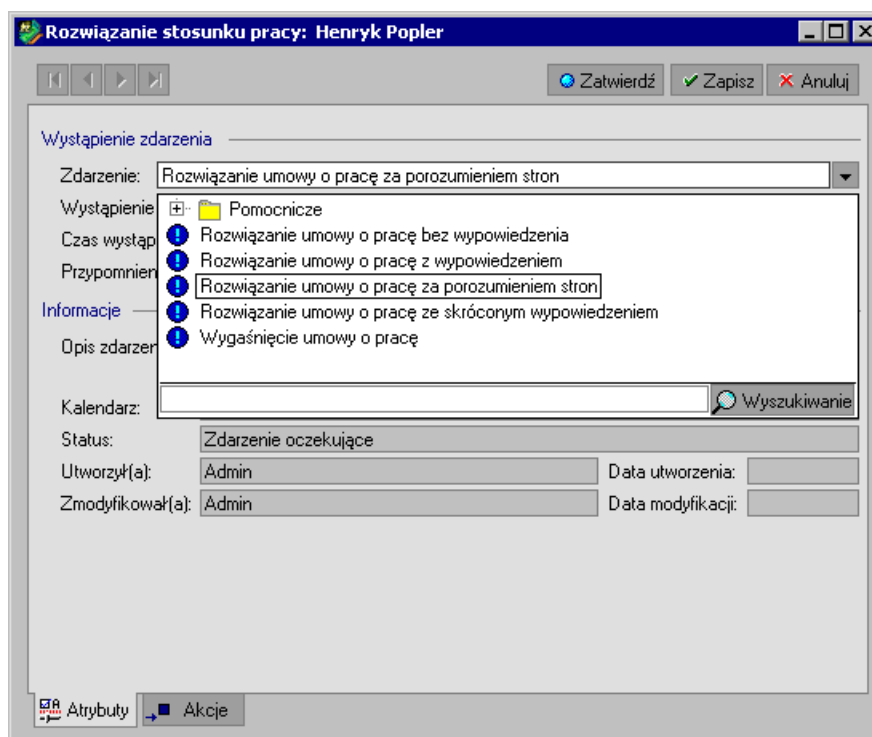 Rozwiązanie stosunku pracy: Henryk Popler
Zatwierdź Zapisz Anuluj
Wystąpienie zdarzenia
Zdarzenie: Rozwiązanie umowy o pracę za porozumieniem stron
Wystąpienie Pomocnicze
Czas wystąp Rozwiązanie umowy o pracę bez wypowiedzenia
Rozwiązanie umowy o pracę z wypowiedzeniem
Przypomnien Rozwiązanie umowy o pracę za porozumieniem stron
Informacje Rozwiązanie umowy o pracę ze skróconym wypowiedzeniem
Opis zdarzer Wygaśnięcie umowy o pracę
Kalendarz: Wyszukiwanie
Status: Zdarzenie oczekujące
Utworzył(a): Admin Data utworzenia:
Zmodyfikował(a): Admin Data modyfikacji:
Atrybuty Akcje